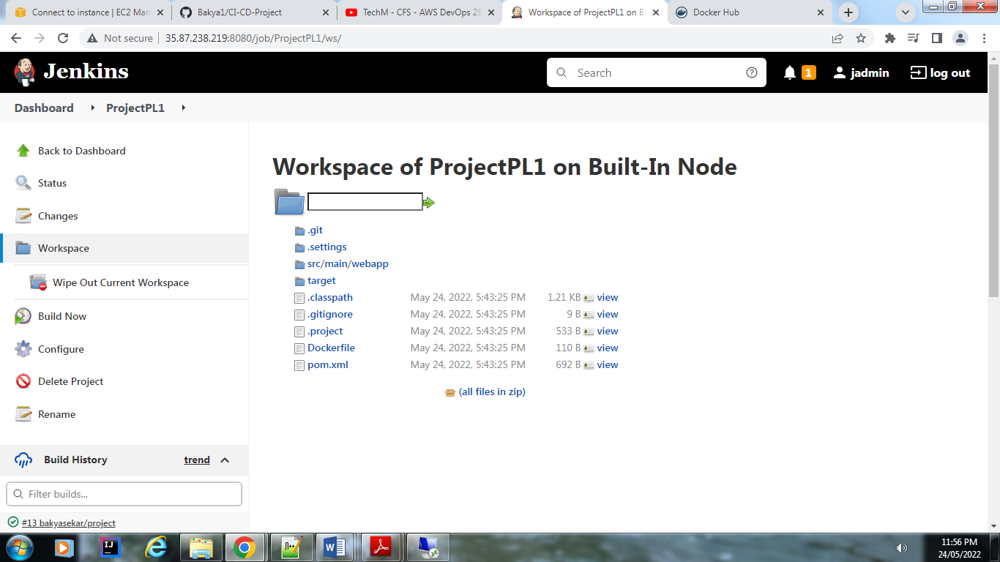 Connect to instance | EC2 Man
Bakya1/CI-CD-Project
TechM - CFS - AWS DevOps 2B
Workspace of ProjectPL1 on B
Docker Hub
Not secure
35.87.238.219:8080/job/ProjectPL1/ws/
Jenkins
Search
1
jadmin
log out
Dashboard
ProjectPL1
Back to Dashboard
Status
Changes
Workspace
Wipe Out Current Workspace
Build Now
Configure
Delete Project
Rename
Build History
trend
Filter builds...
#13 bakyasekar/project
Workspace of ProjectPL1 on Built-In Node
.git
.settings
src/main/webapp
target
.classpath May 24, 2022, 5:43:25 PM 1.21 KB view
.gitignore May 24, 2022, 5:43:25 PM 9 B view
.project May 24, 2022, 5:43:25 PM 533 B view
Dockerfile May 24, 2022, 5:43:25 PM 110 B view
pom.xml May 24, 2022, 5:43:25 PM 692 B view
(all files in zip)
11:56 PM
24/05/2022